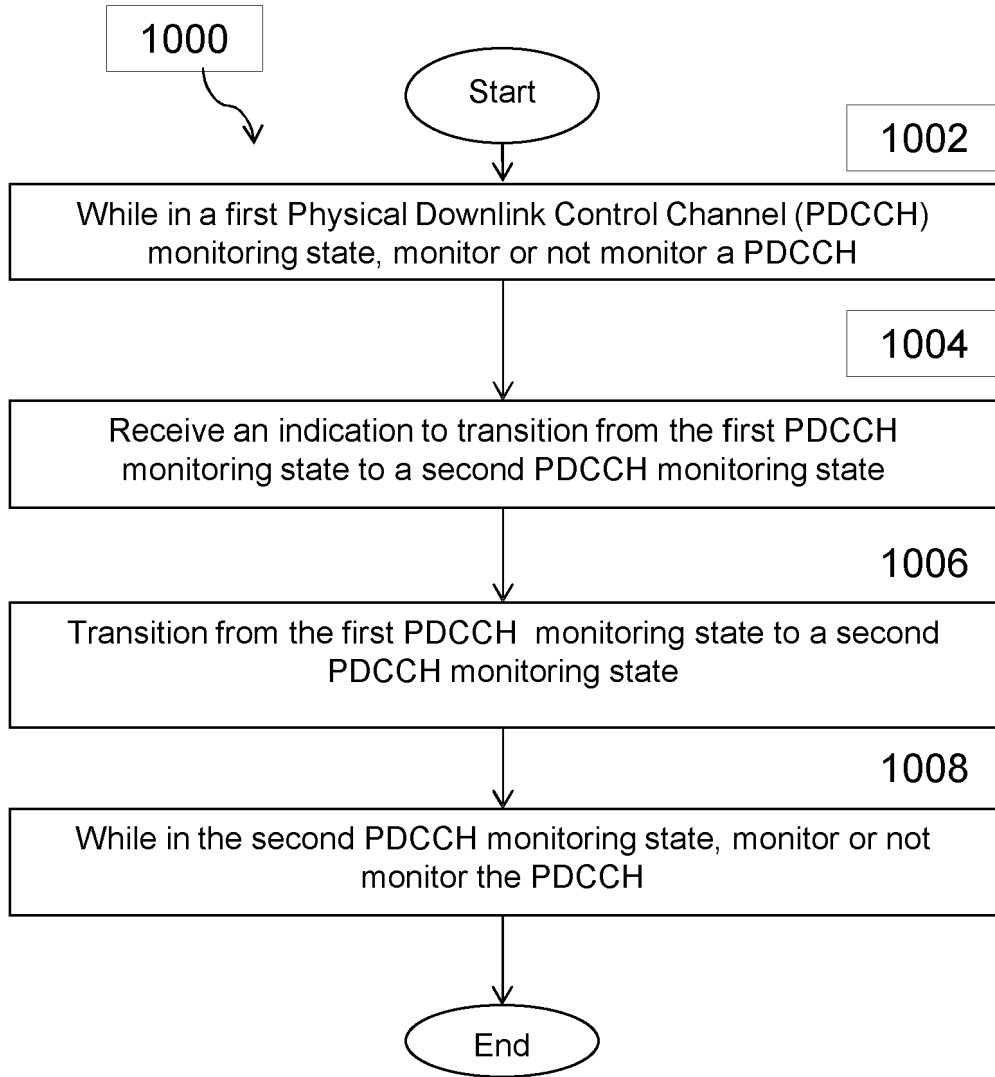 1000
Start
1002
While in a first Physical Downlink Control Channel (PDCCH)
monitoring state, monitor or not monitor a PDCCH
1004
Receive an indication to transition from the first PDCCH
monitoring state to a second PDCCH monitoring state
1006
Transition from the first PDCCH monitoring state to a second
PDCCH monitoring state
1008
While in the second PDCCH monitoring state, monitor or not
monitor the PDCCH
End